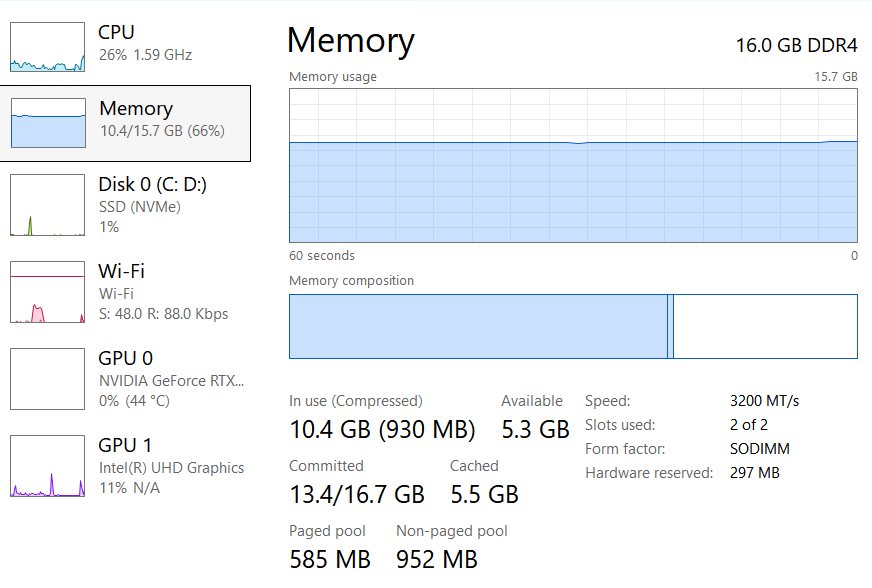 CPU
26% 1.59 GHz
Memory
10.4/15.7 GB (66%)
Disk 0 (C: D:)
SSD (NVMe)
1%
Wi-Fi
Wi-Fi
S: 48.0 R: 88.0 Kbps
GPU 0
NVIDIA GeForce RTX...
0% (44 °C)
GPU 1
Intel(R) UHD Graphics
11% N/A
Memory
16.0 GB DDR4
Memory usage
15.7 GB
60 seconds
0
Memory composition
In use (Compressed)
10.4 GB (930 MB)
Available
5.3 GB
Committed
13.4/16.7 GB
Cached
5.5 GB
Paged pool
585 MB
Non-paged pool
952 MB
Speed: 3200 MT/s
Slots used: 2 of 2
Form factor: SODIMM
Hardware reserved: 297 MB